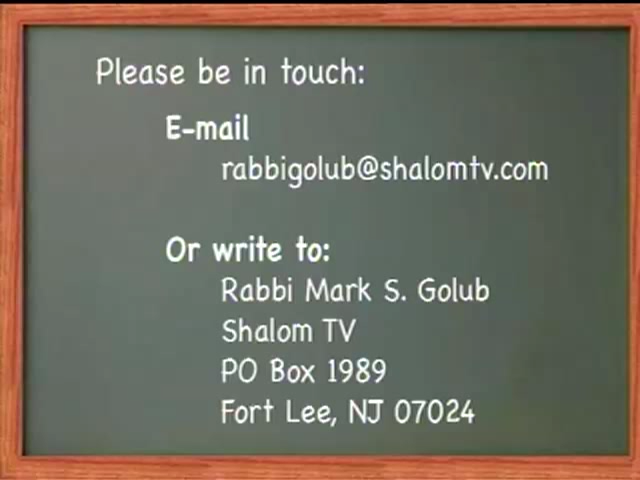 Please be in touch:
E-mail
rabbigolub@shalomtv.com
Or write to:
Rabbi Mark S. Golub
Shalom TV
PO Box 1989
Fort Lee, NJ 07024